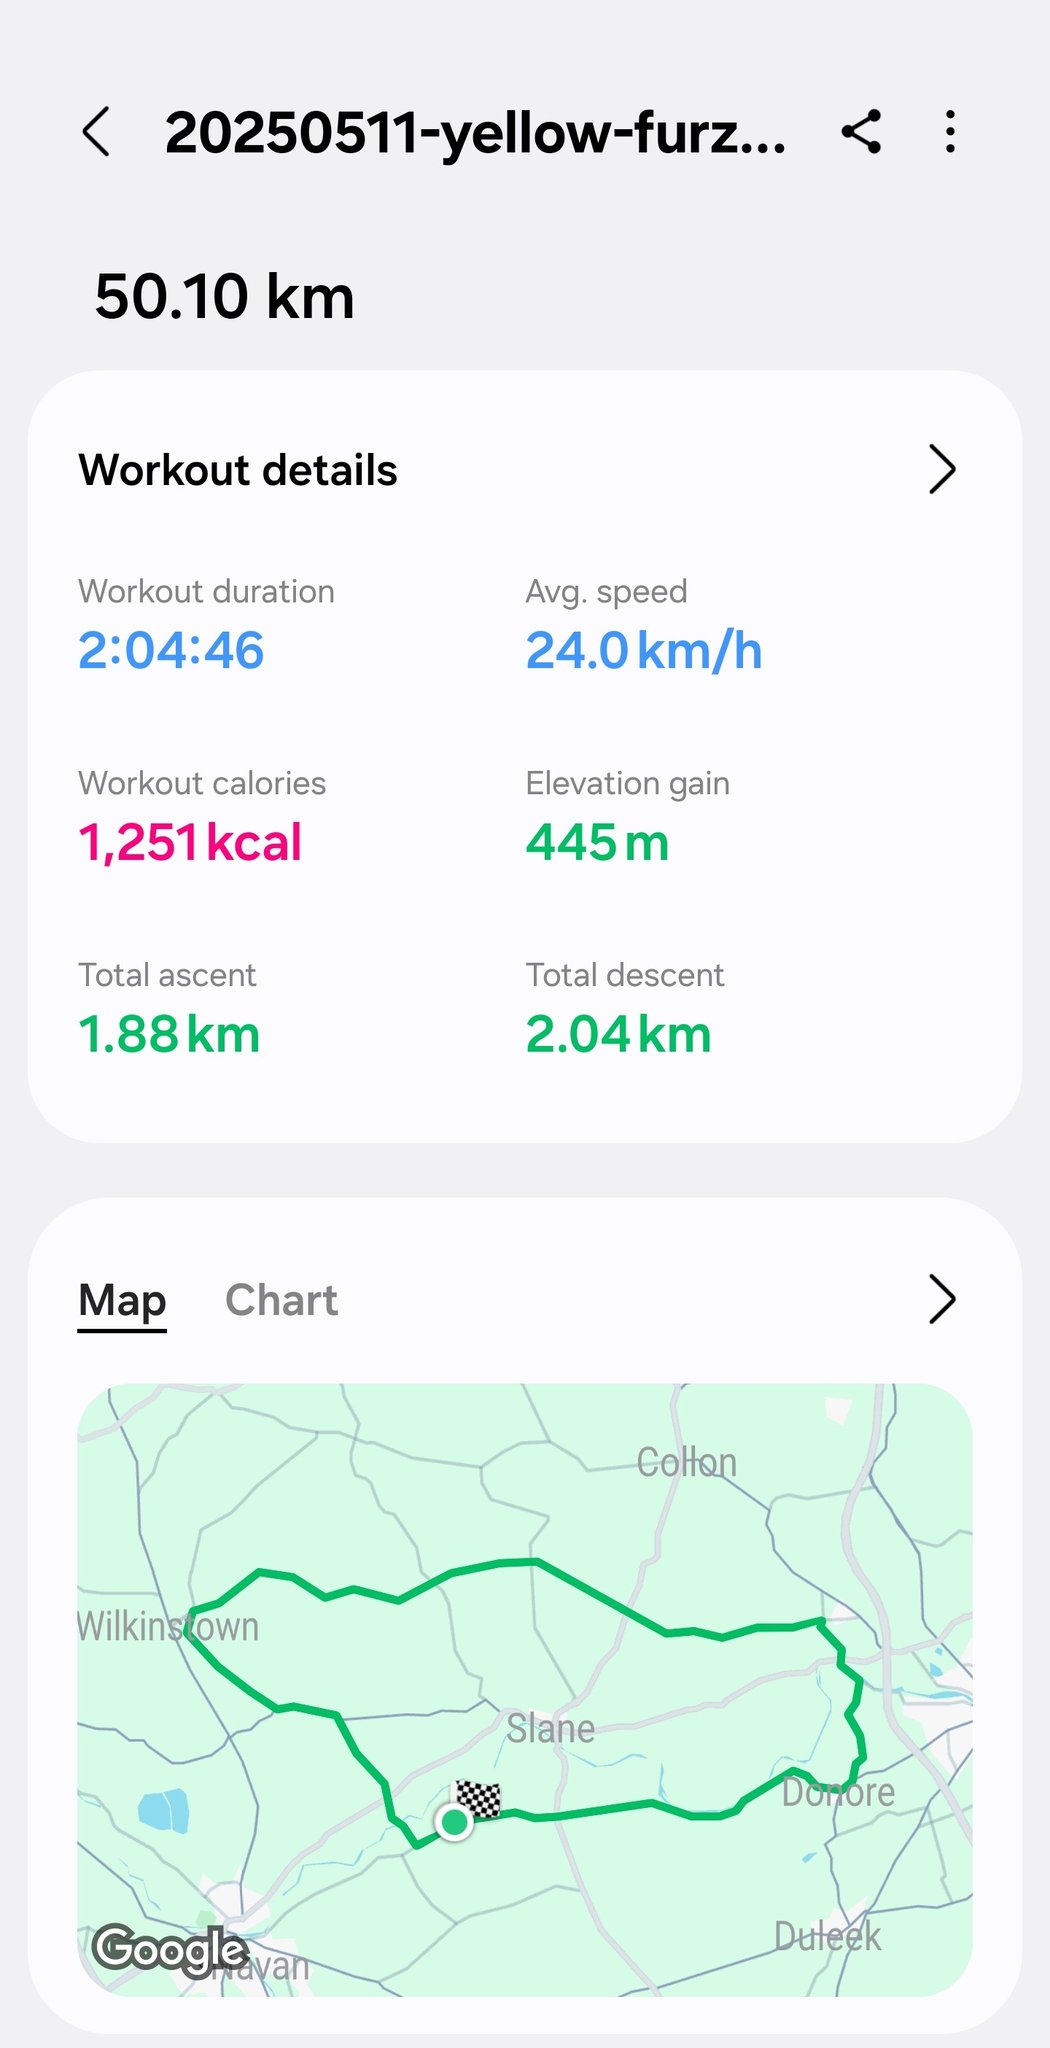 20250511-yellow-furz...
50.10 km
Workout details
Workout duration
Avg. speed
2:04:46
24.0 km/h
Workout calories
Elevation gain
1,251 kcal
445 m
Total ascent
Total descent
1.88 km
2.04 km
Map
Chart
Collon
Wilkinstown
Slane
Donore
Duleek
Google
Navan